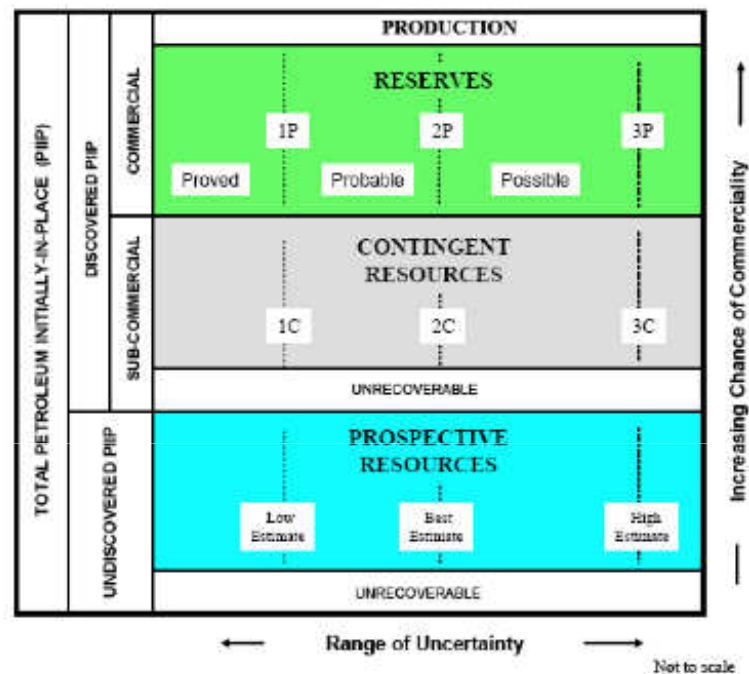 TOTAL PETROLEUM INITIALLY-IN-PLACE (PIIP)
DISCOVERED PIIP
UNDISCOVERED PIIP
COMMERCIAL
SUB-COMMERCIAL
PRODUCTION
RESERVES
1P
2P
3P
Proved
Probable
Possible
CONTINGENT
RESOURCES
1C
2C
3C
UNRECOVERABLE
PROSPECTIVE
RESOURCES
Low
Estimate
Best
Estimate
High
Estimate
UNRECOVERABLE
Increasing Chance of Commerciality
Range of Uncertainty
Not to scale